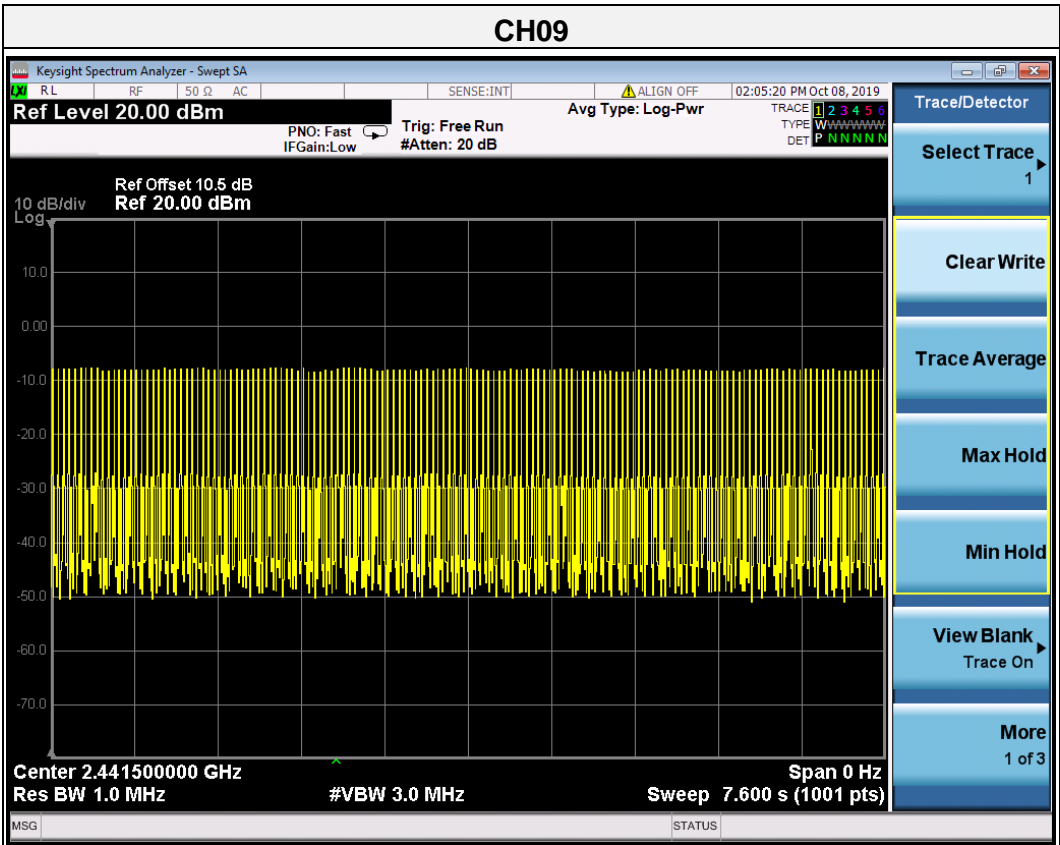 CH09
Keysight Spectrum Analyzer - Swept SA
LXI RL RF 50 Ω AC SENSE:INT ALIGN OFF 02:05:20 PM Oct 08, 2019
Ref Level 20.00 dBm
PNO: Fast
IFGain:Low
Trig: Free Run
#Atten: 20 dB
Avg Type: Log-Pwr
TRACE 1 2 3 4 5 6
TYPE WWWWWW
DET P N N N N N
Ref Offset 10.5 dB
10 dB/div Ref 20.00 dBm
Log
10.0
0.00
-10.0
-20.0
-30.0
-40.0
-50.0
-60.0
-70.0
Center 2.441500000 GHz Span 0 Hz
Res BW 1.0 MHz #VBW 3.0 MHz Sweep 7.600 s (1001 pts)
MSG STATUS
Trace/Detector
Select Trace
1
Clear Write
Trace Average
Max Hold
Min Hold
View Blank
Trace On
More
1 of 3